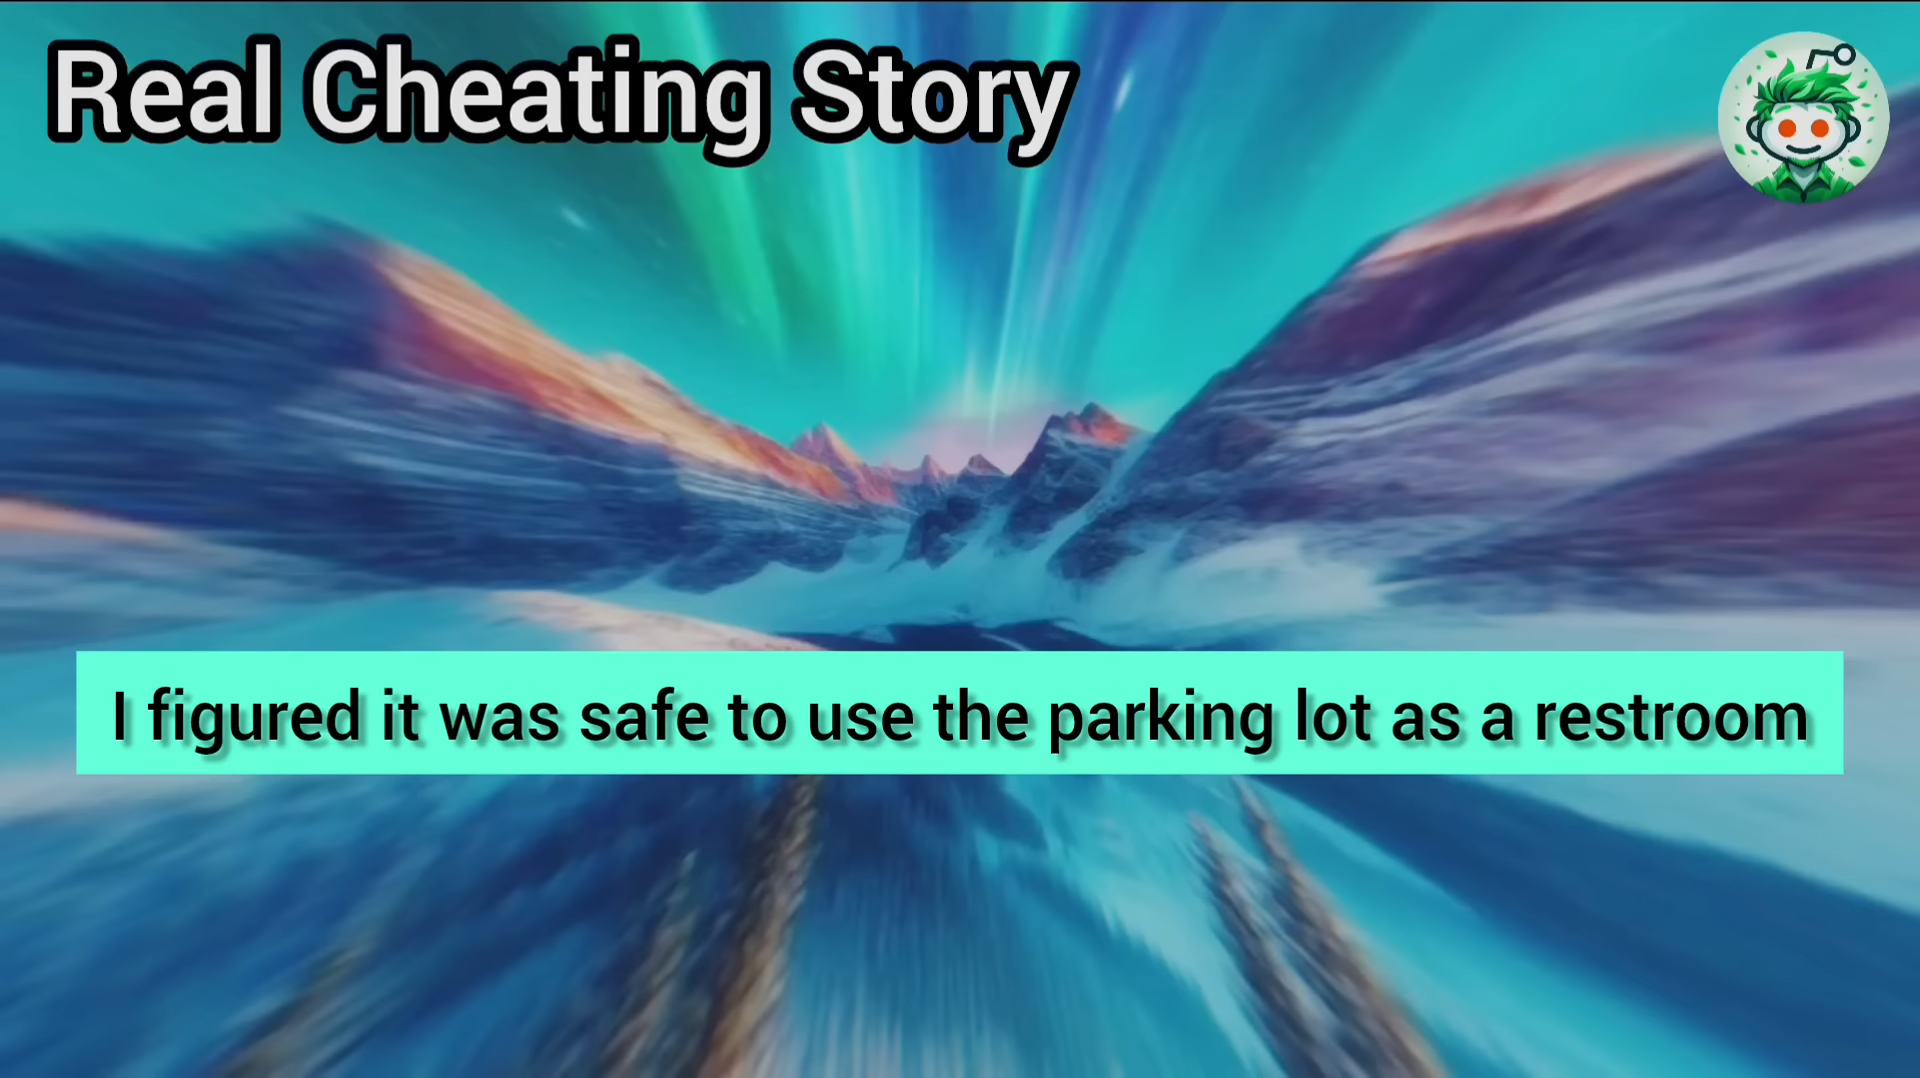 Real Cheating Story
I figured it was safe to use the parking lot as a restroom